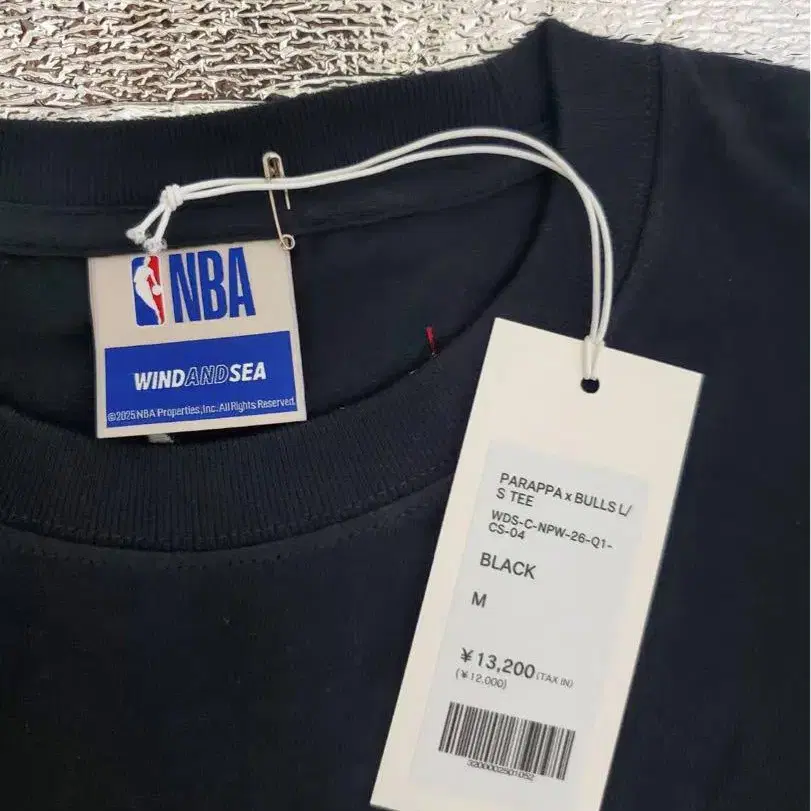 NBA
WINDANDSEA
©2025 NBA Properties, Inc. All Rights Reserved.
PARAPPA x BULLS L/
S TEE
WDS-C-NPW-26-Q1-
CS-04
BLACK
M
¥13,200 (TAX IN)
(¥12,000)
3200002501052